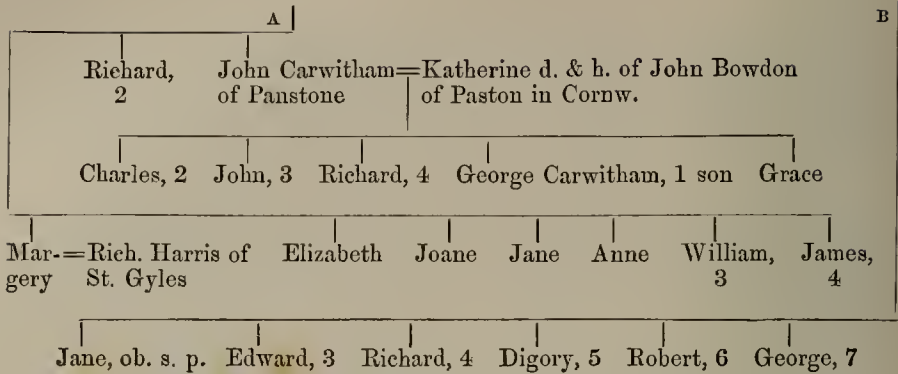 A B
Richard, John Carwitham=Katherine d. & h. of John Bowdon
2 of Panstone of Paston in Cornw.
Charles, 2 John, 3 Richard, 4 George Carwitham, 1 son Grace
Mar-=Rich. Harris of Elizabeth Joane Jane Anne William, James,
gery St. Gyles 3 4
Jane, ob. s. p. Edward, 3 Richard, 4 Digory, 5 Robert, 6 George, 7